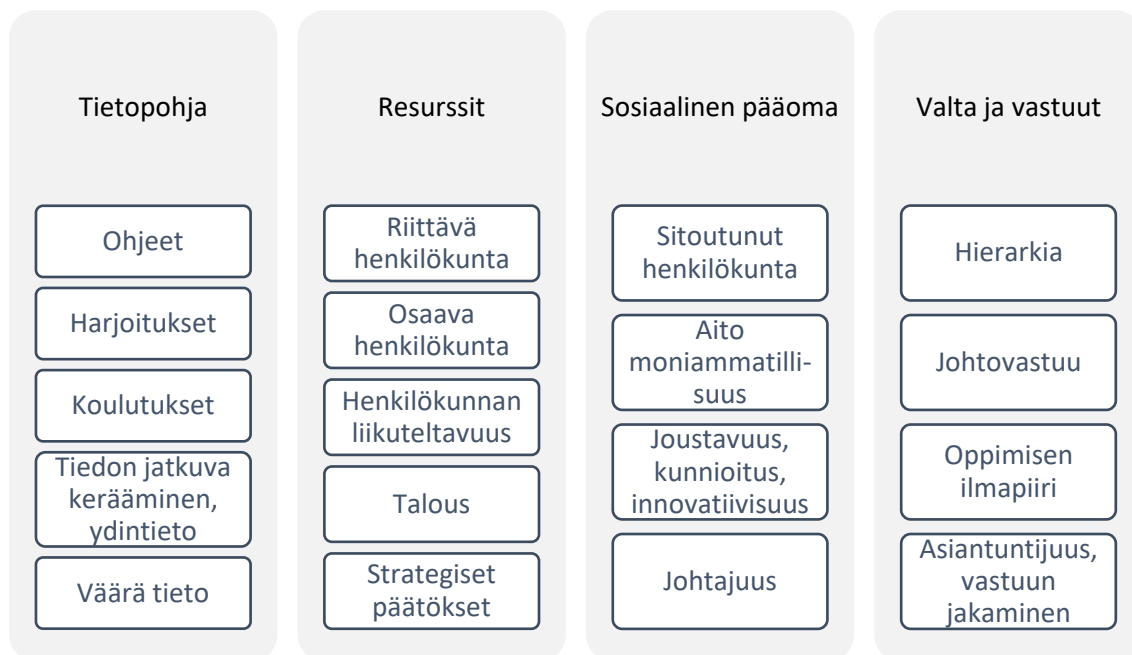 Tietopohja
Ohjeet
Harjoitukset
Koulutukset
Tiedon jatkuva
kerääminen,
ydintieto
Väärä tieto
Resurssit
Riittävä
henkilökunta
Osaava
henkilökunta
Henkilökunnan
liikuteltavuus
Talous
Strategiset
päätökset
Sosiaalinen pääoma
Sitoutunut
henkilökunta
Aito
moniammatilli-
suus
Joustavuus,
kunnioitus,
innovatiivisuus
Johtajuus
Valta ja vastuut
Hierarkia
Johtovastuu
Oppimisen
ilmapiiri
Asiantuntijuus,
vastuun
jakaminen